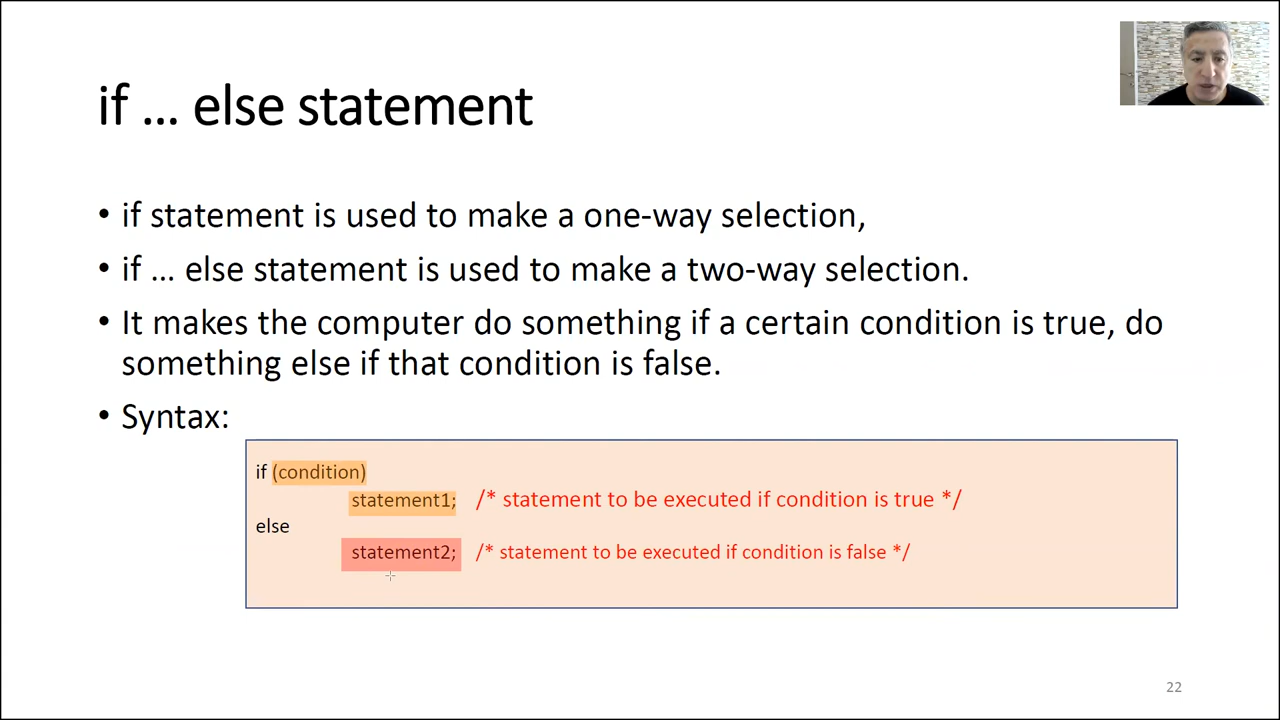 if … else statement
• if statement is used to make a one-way selection,
• if … else statement is used to make a two-way selection.
• It makes the computer do something if a certain condition is true, do
something else if that condition is false.
• Syntax:
if (condition)
statement1; /* statement to be executed if condition is true */
else
statement2; /* statement to be executed if condition is false */
22